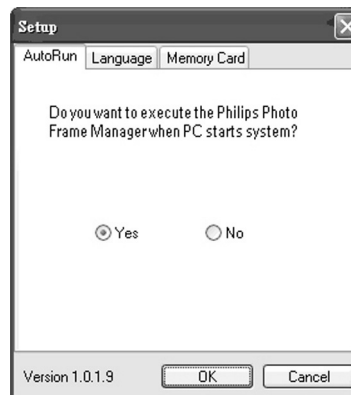 Setup
AutoRun Language Memory Card
Do you want to execute the Philips Photo
Frame Manager when PC starts system?
Yes No
Version 1.0.1.9 OK Cancel